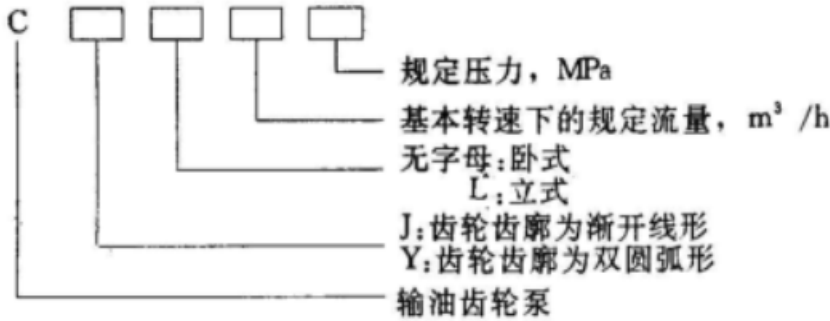 C
规定压力，MPa
基本转速下的规定流量，m³ /h
无字母:卧式
L:立式
J:齿轮齿廓为渐开线形
Y:齿轮齿廓为双圆弧形
输油齿轮泵